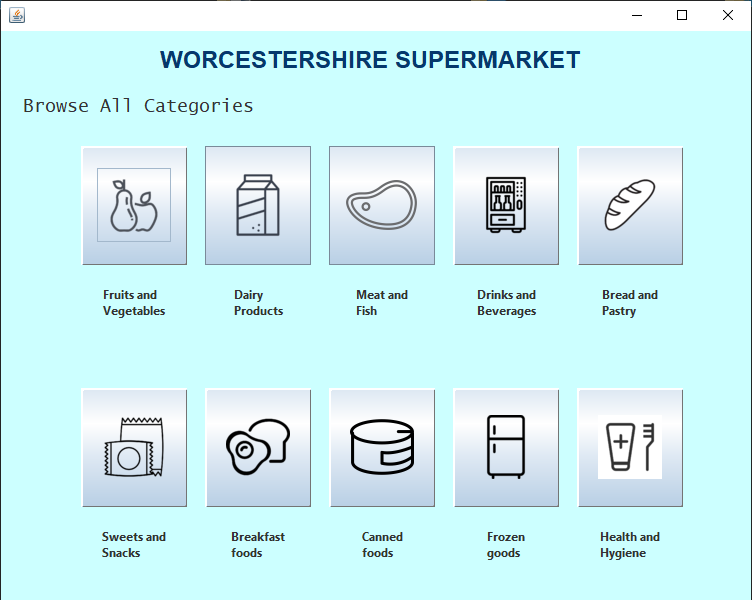 WORCESTERSHIRE SUPERMARKET
Browse All Categories
Fruits and
Vegetables
Dairy
Products
Meat and
Fish
Drinks and
Beverages
Bread and
Pastry
Sweets and
Snacks
Breakfast
foods
Canned
foods
Frozen
goods
Health and
Hygiene